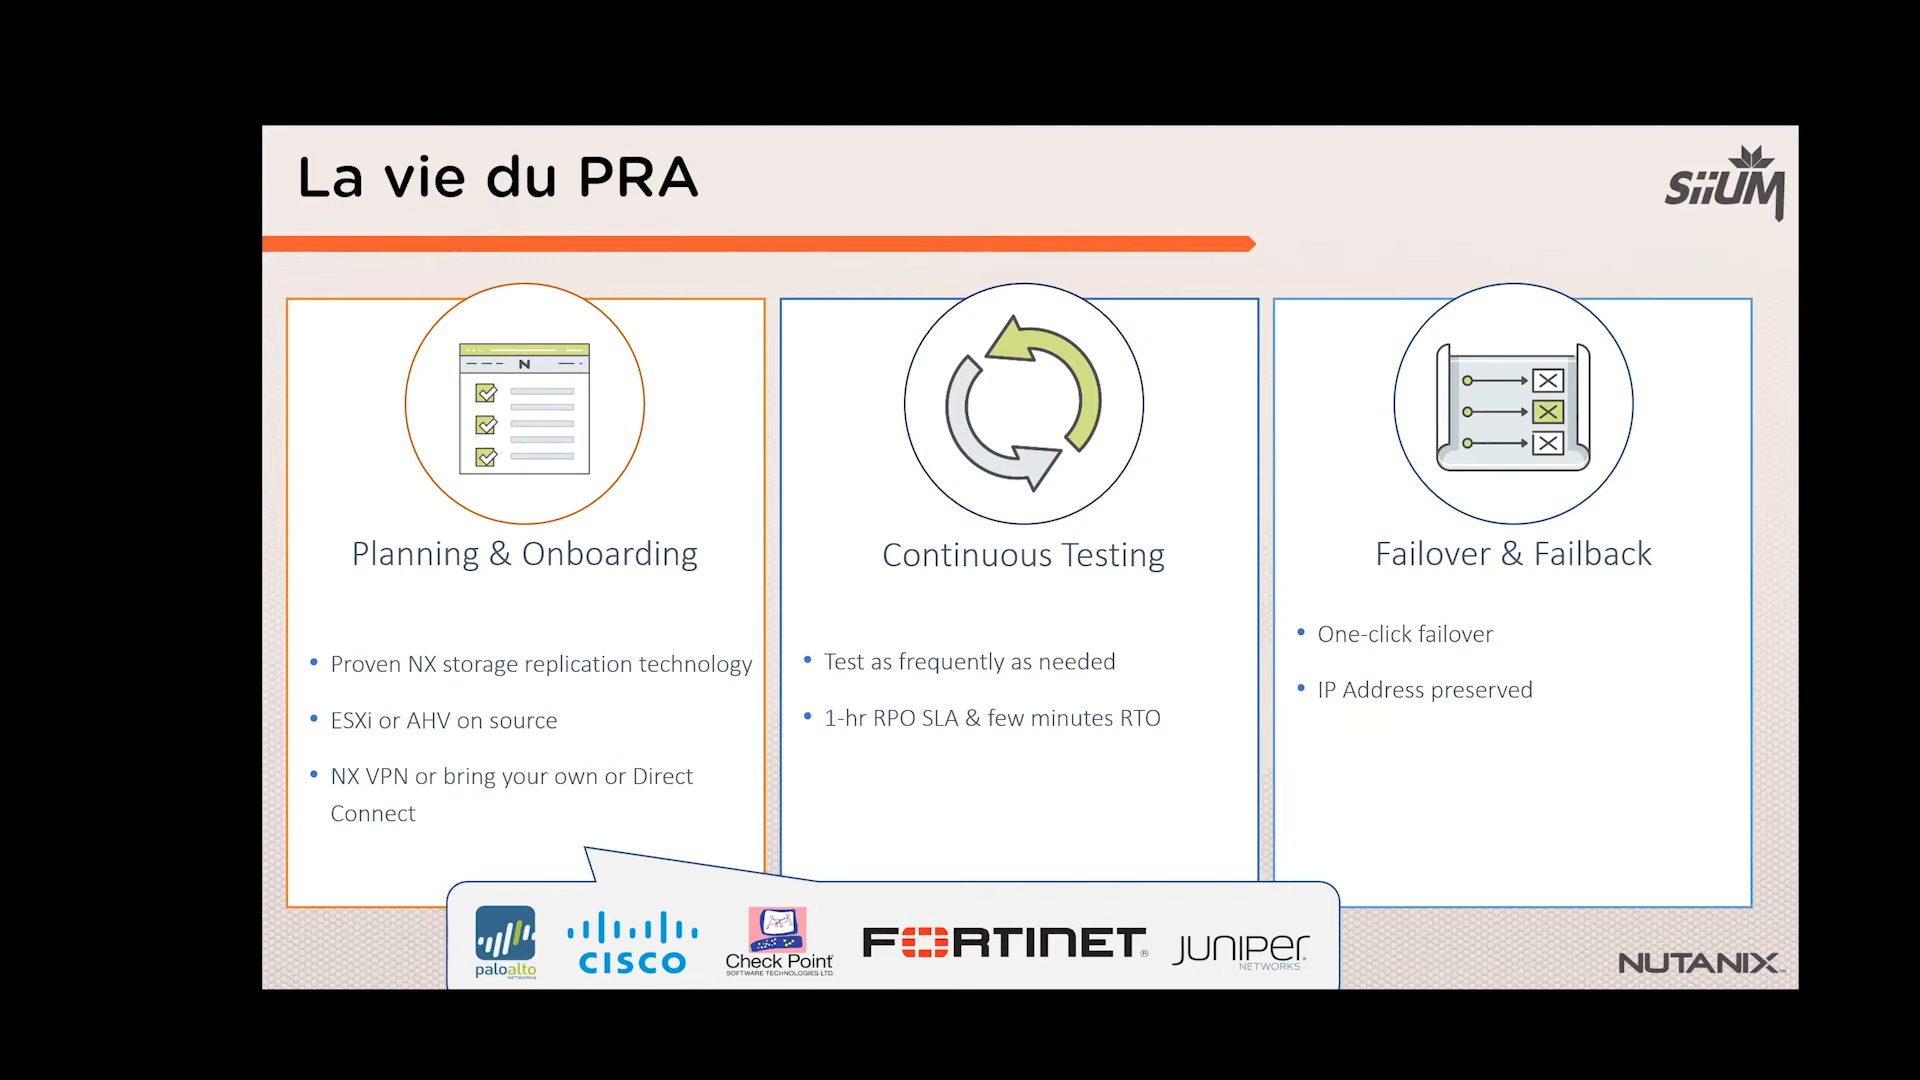 La vie du PRA
SiiUM
N
Planning & Onboarding
Proven NX storage replication technology
ESXi or AHV on source
NX VPN or bring your own or Direct
Connect
Continuous Testing
Test as frequently as needed
1-hr RPO SLA & few minutes RTO
Failover & Failback
One-click failover
IP Address preserved
paloalto
NETWORKS
CISCO
Check Point
SOFTWARE TECHNOLOGIES LTD.
FORTINET®
JUNIPER
NETWORKS
NUTANIX™